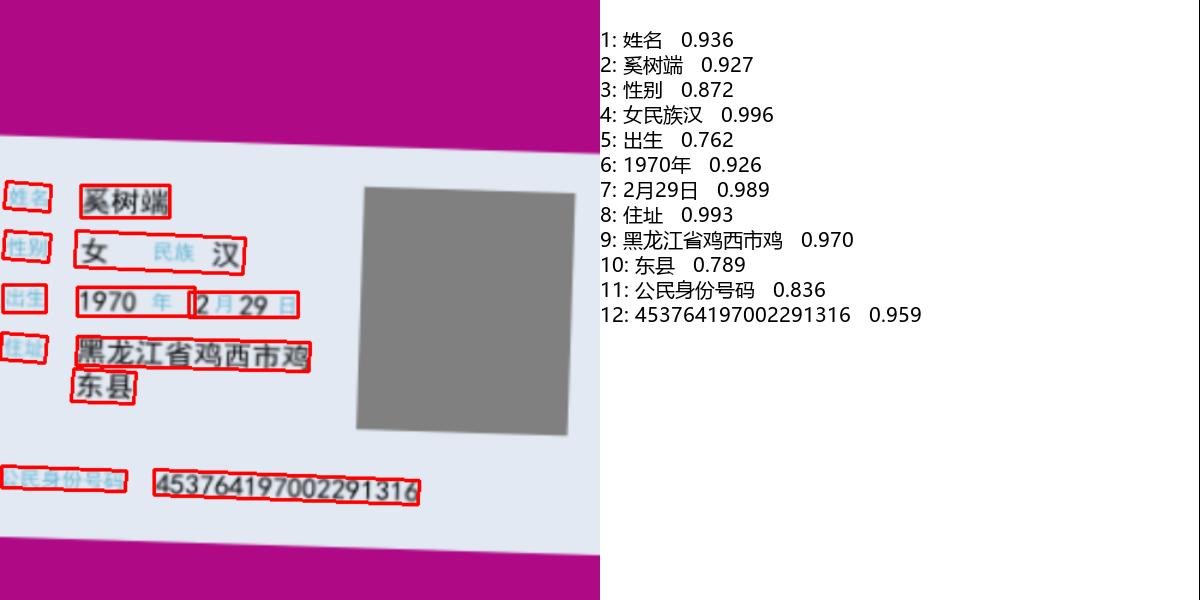 姓名 奚树端
性别 女 民族 汉
出生 1970 年 2 月 29 日
住址 黑龙江省鸡西市鸡
东县
公民身份号码 453764197002291316
1: 姓名 0.936
2: 奚树端 0.927
3: 性别 0.872
4: 女民族汉 0.996
5: 出生 0.762
6: 1970年 0.926
7: 2月29日 0.989
8: 住址 0.993
9: 黑龙江省鸡西市鸡 0.970
10: 东县 0.789
11: 公民身份号码 0.836
12: 453764197002291316 0.959